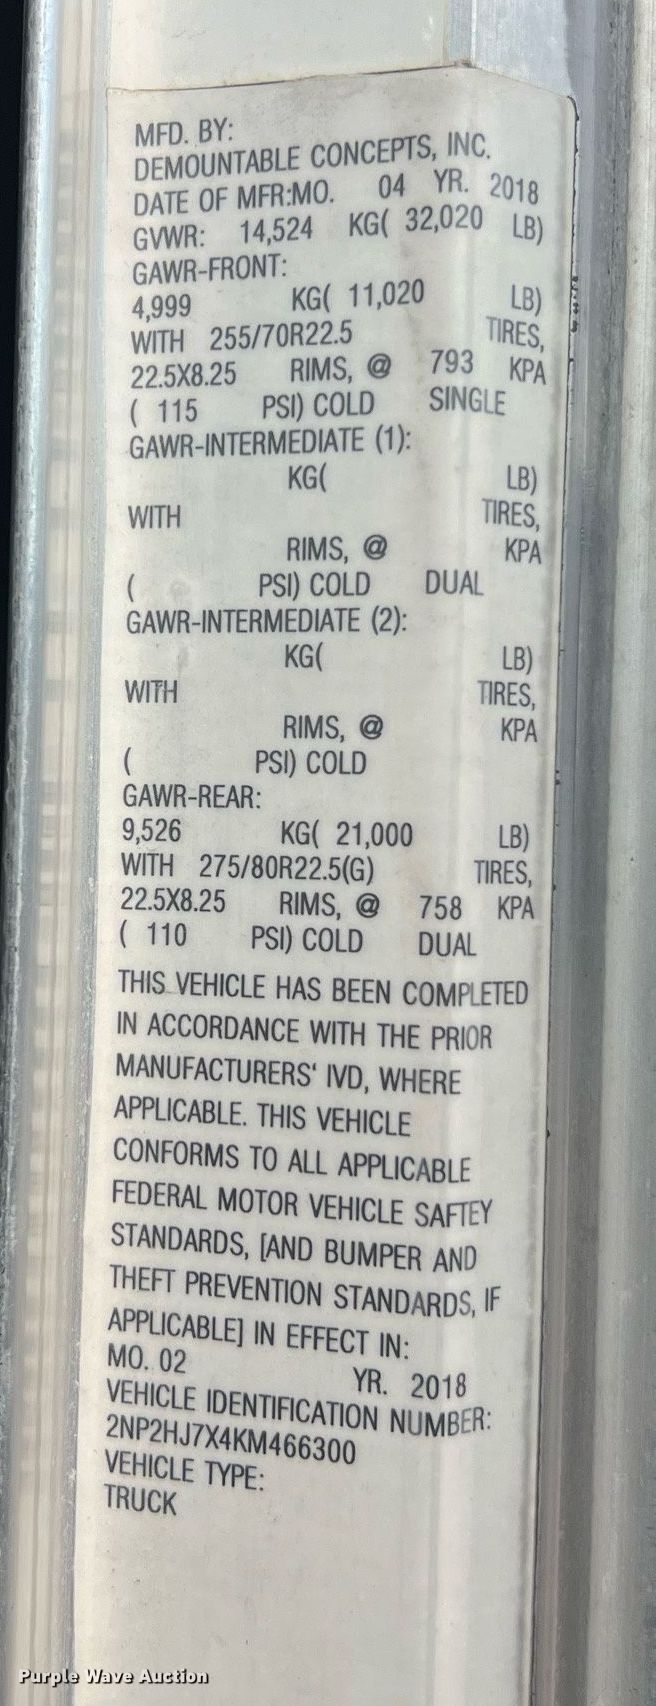 MFD. BY:
DEMOUNTABLE CONCEPTS, INC.
DATE OF MFR:MO. 04 YR. 2018
GVWR: 14,524 KG( 32,020 LB)
GAWR-FRONT:
4,999 KG( 11,020 LB)
WITH 255/70R22.5 TIRES,
22.5X8.25 RIMS, @ 793 KPA
( 115 PSI) COLD SINGLE
GAWR-INTERMEDIATE (1):
KG( LB)
WITH TIRES,
RIMS, @ KPA
( PSI) COLD DUAL
GAWR-INTERMEDIATE (2):
KG( LB)
WITH TIRES,
RIMS, @ KPA
( PSI) COLD
GAWR-REAR:
9,526 KG( 21,000 LB)
WITH 275/80R22.5(G) TIRES,
22.5X8.25 RIMS, @ 758 KPA
( 110 PSI) COLD DUAL
THIS VEHICLE HAS BEEN COMPLETED
IN ACCORDANCE WITH THE PRIOR
MANUFACTURERS' IVD, WHERE
APPLICABLE. THIS VEHICLE
CONFORMS TO ALL APPLICABLE
FEDERAL MOTOR VEHICLE SAFTEY
STANDARDS, [AND BUMPER AND
THEFT PREVENTION STANDARDS, IF
APPLICABLE] IN EFFECT IN:
MO. 02 YR. 2018
VEHICLE IDENTIFICATION NUMBER:
2NP2HJ7X4KM466300
VEHICLE TYPE:
TRUCK
Purple Wave Auction